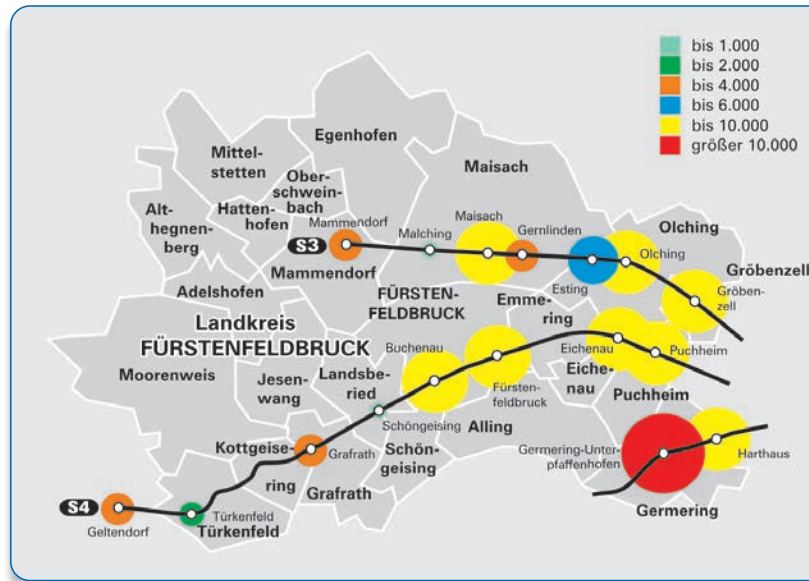 bis 1.000
bis 2.000
bis 4.000
bis 6.000
bis 10.000
größer 10.000
Egenhofen
Mittel-
stetten
Ober-
schwein-
bach
Maisach
Alt-
hegnen-
berg
Hatten-
hofen
Mammendorf
S3
Mammendorf
Malching
Maisach
Gernlinden
Olching
Olching
Esting
Gröbenzell
Gröben-
zell
Adelshofen
FÜRSTEN-
FELDBRUCK
Emme-
ring
Landkreis
FÜRSTENFELDBRUCK
Moorenweis
Jesen-
wang
Landsbe-
ried
Buchenau
Fürsten-
feldbruck
Eichenau
Eiche-
nau
Puchheim
Puchheim
Schöngeising
Schön-
geising
Alling
Kottgeise-
ring
Grafrath
Grafrath
Germering-Unter-
pfaffenhofen
Harthaus
Germering
S4
Geltendorf
Türkenfeld
Türkenfeld